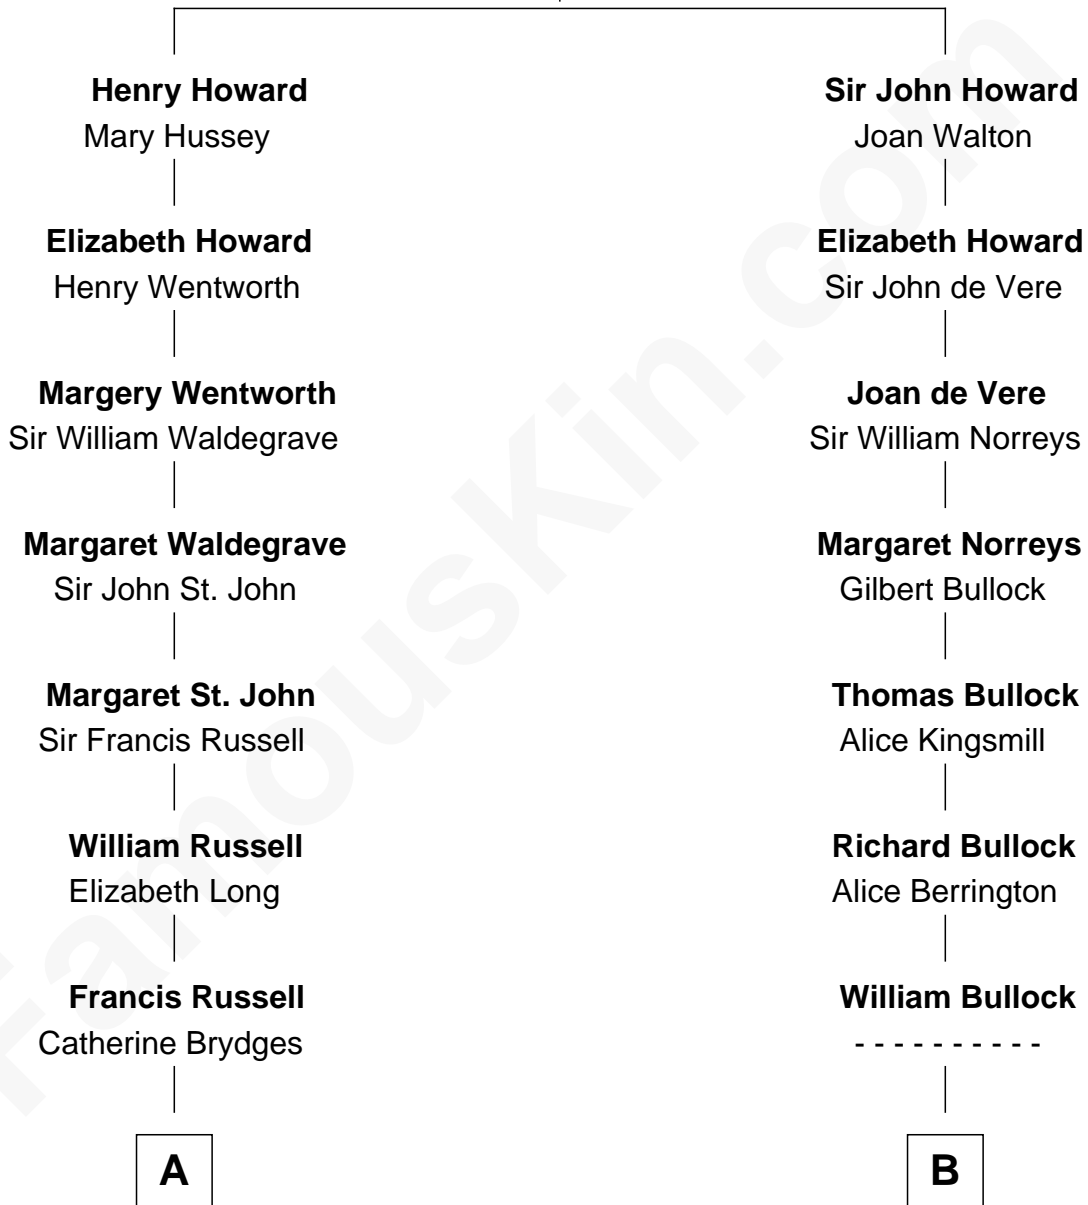 Henry Howard
Mary Hussey
Elizabeth Howard
Henry Wentworth
Margery Wentworth
Sir William Waldegrave
Margaret Waldegrave
Sir John St. John
Margaret St. John
Sir Francis Russell
William Russell
Elizabeth Long
Francis Russell
Catherine Brydges
A
Sir John Howard
Joan Walton
Elizabeth Howard
Sir John de Vere
Joan de Vere
Sir William Norreys
Margaret Norreys
Gilbert Bullock
Thomas Bullock
Alice Kingsmill
Richard Bullock
Alice Berrington
William Bullock
- - - - - - - - - -
B
FamousKin.com